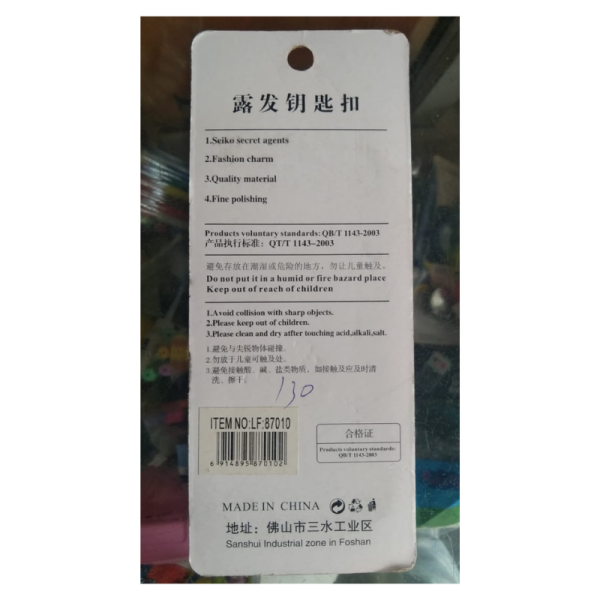 露发钥匙扣
1.Seiko secret agents
2.Fashion charm
3.Quality material
4.Fine polishing
Products voluntary standards: QB/T 1143-2003
产品执行标准: QT/T 1143-2003
避免存放在潮湿或危险的地方，勿让儿童触及。
Do not put it in a humid or fire bazard place
Keep out of reach of children
1.Avoid collision with sharp objects.
2.Please keep out of children.
3.Please clean and dry atfter touching acid,alkali,salt.
1.避免与尖锐物体碰撞。
2.勿放于儿童可触及处。
3.避免接触酸、碱、盐类物质，如接触及应及时清
洗、擦干。
130
ITEM NO:LF:87010
6 914895 870102
合格证
Products voluntary standards:
QB/T 1143-2003
MADE IN CHINA
地址: 佛山市三水工业区
Sanshui Industrial zone in Foshan